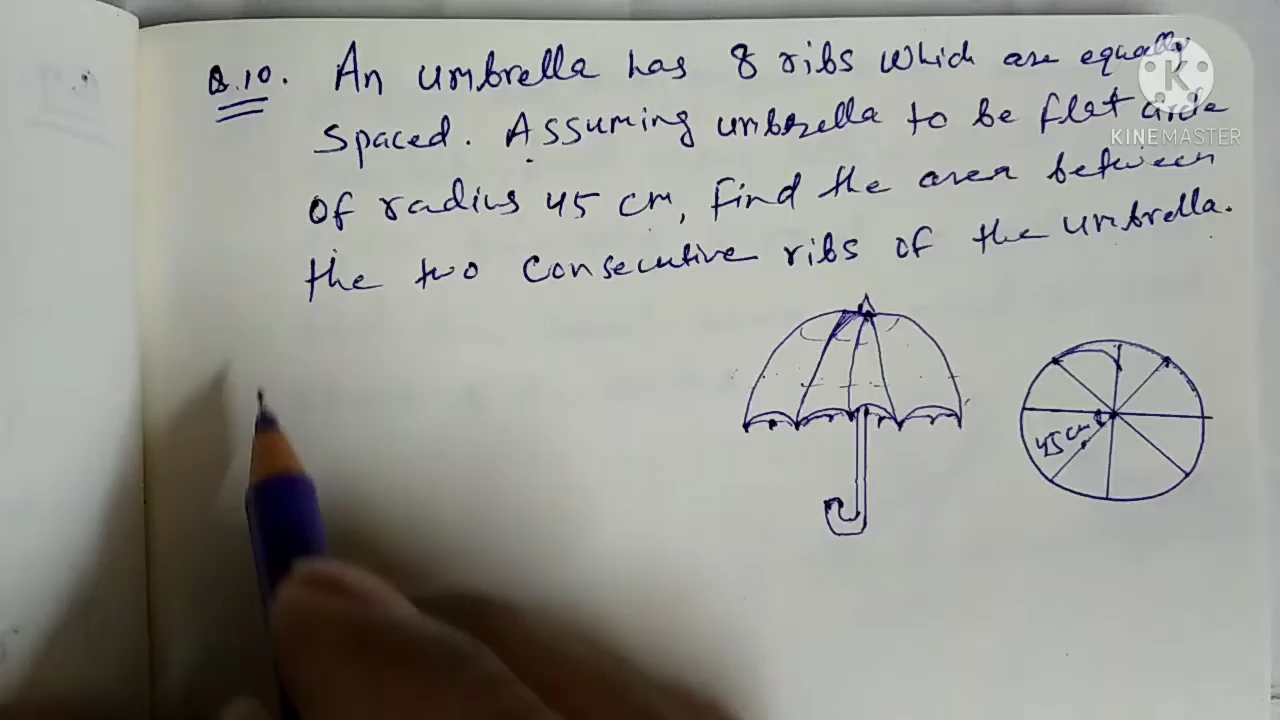 Q.10. An umbrella has 8 ribs which are equally
spaced. Assuming umbrella to be flat circle
of radius 45 cm, find the area between
the two consecutive ribs of the umbrella.
45 cm
KINEMASTER